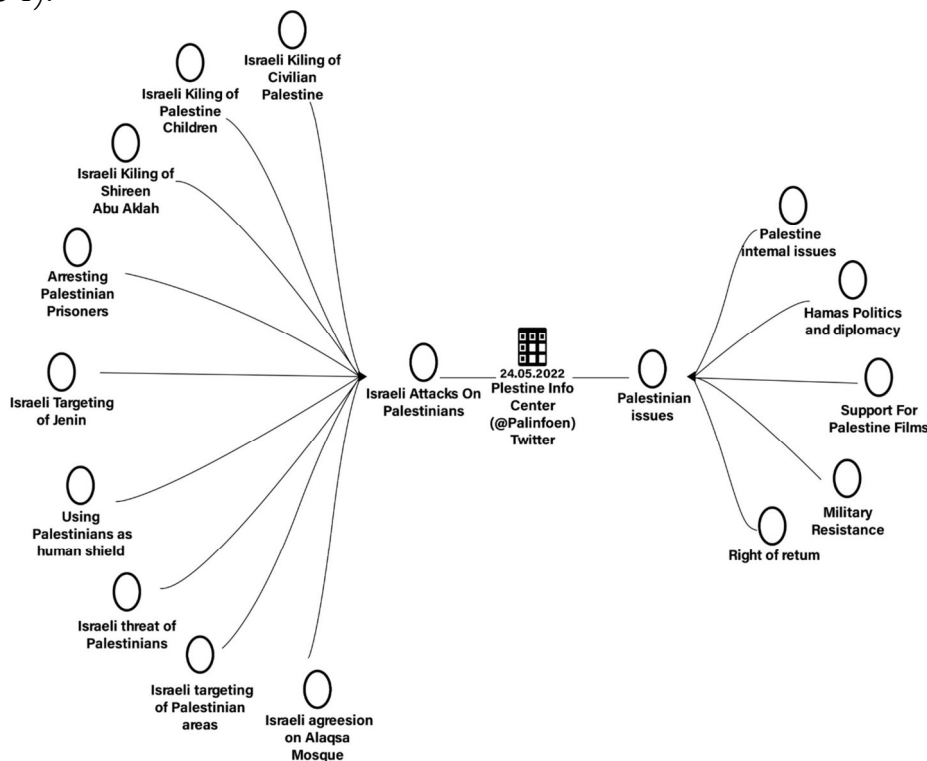 Israeli Kiling of
Civilian
Palestine
Israeli Kiling of
Palestine
Children
Israeli Kiling of
Shireen
Abu Aklah
Arresting
Palestinian
Prisoners
Israeli Targeting
of Jenin
Using
Palestinians as
human shield
Israeli threat of
Palestinians
Israeli targeting
of Palestinian
areas
Israeli agreesion
on Alaqsa
Mosque
Israeli Attacks On
Palestinians
24.05.2022
Plestine Info
Center
(@Palinfoen)
Twitter
Palestinian
issues
Palestine
internal issues
Hamas Politics
and diplomacy
Support For
Palestine Films
Military
Resistance
Right of return